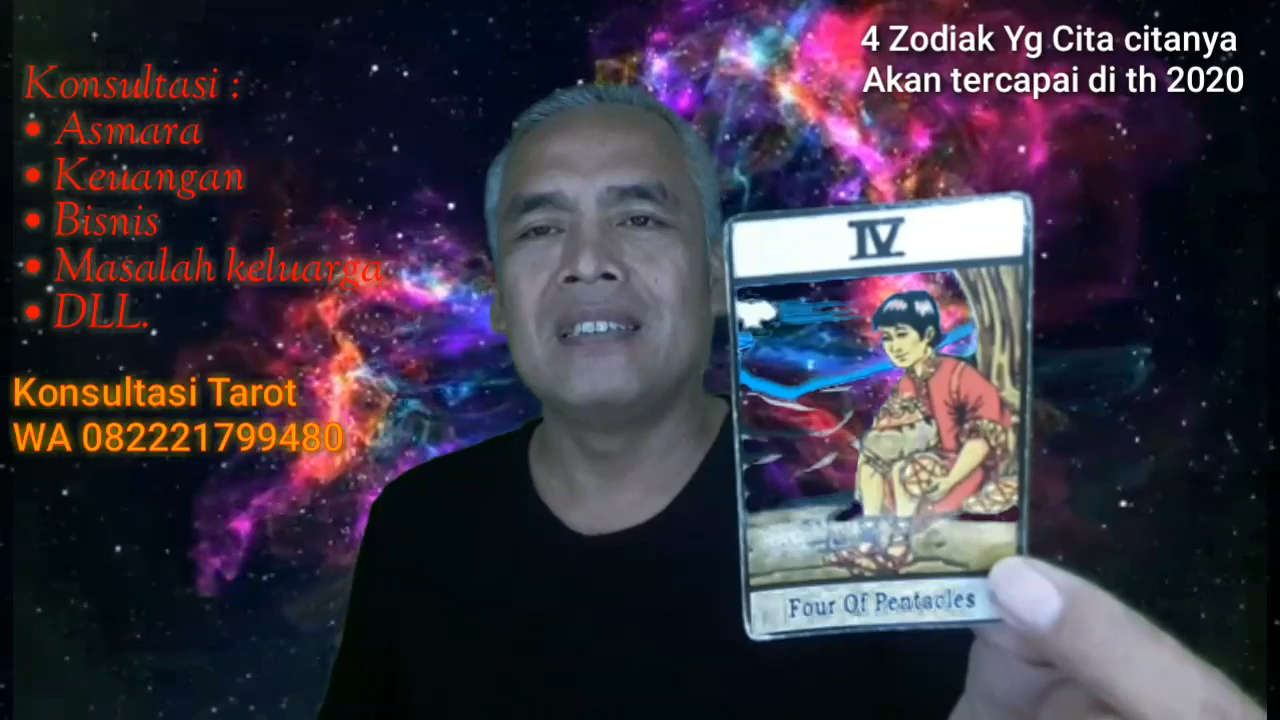 4 Zodiak Yg Cita citanya
Akan tercapai di th 2020
Konsultasi :
• Asmara
• Keuangan
• Bisnis
• Masalah keluarga
• DLL.
Konsultasi Tarot
WA 082221799480
IV
Four Of Pentacles